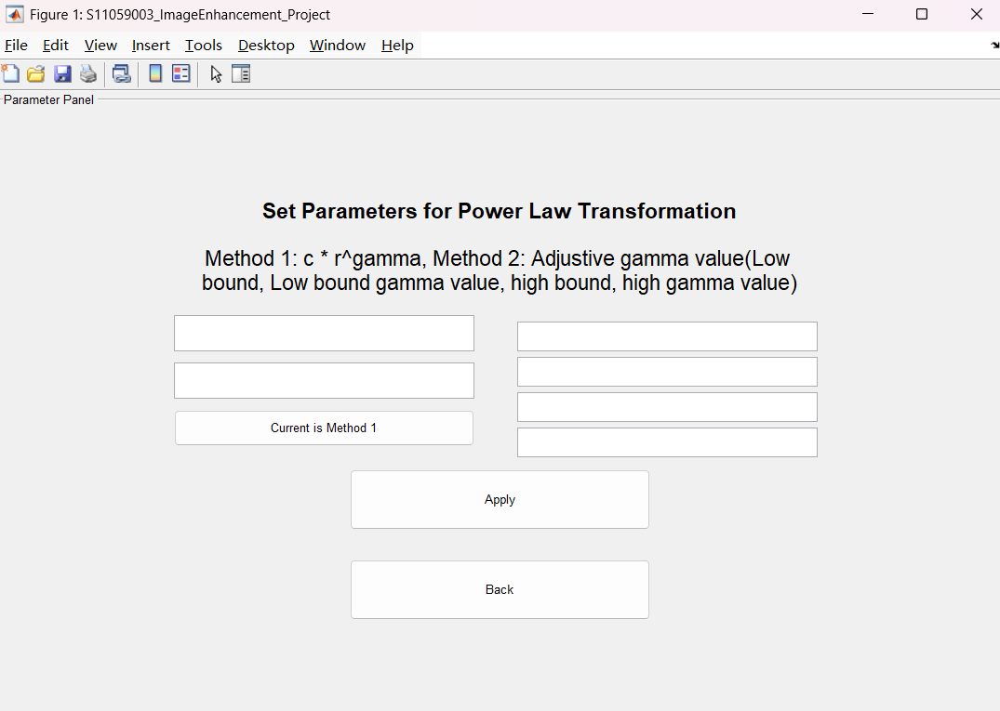 Figure 1: S11059003_ImageEnhancement_Project
File Edit View Insert Tools Desktop Window Help
Parameter Panel
Set Parameters for Power Law Transformation
Method 1: c * r^gamma, Method 2: Adjustive gamma value(Low
bound, Low bound gamma value, high bound, high gamma value)
Current is Method 1
Apply
Back